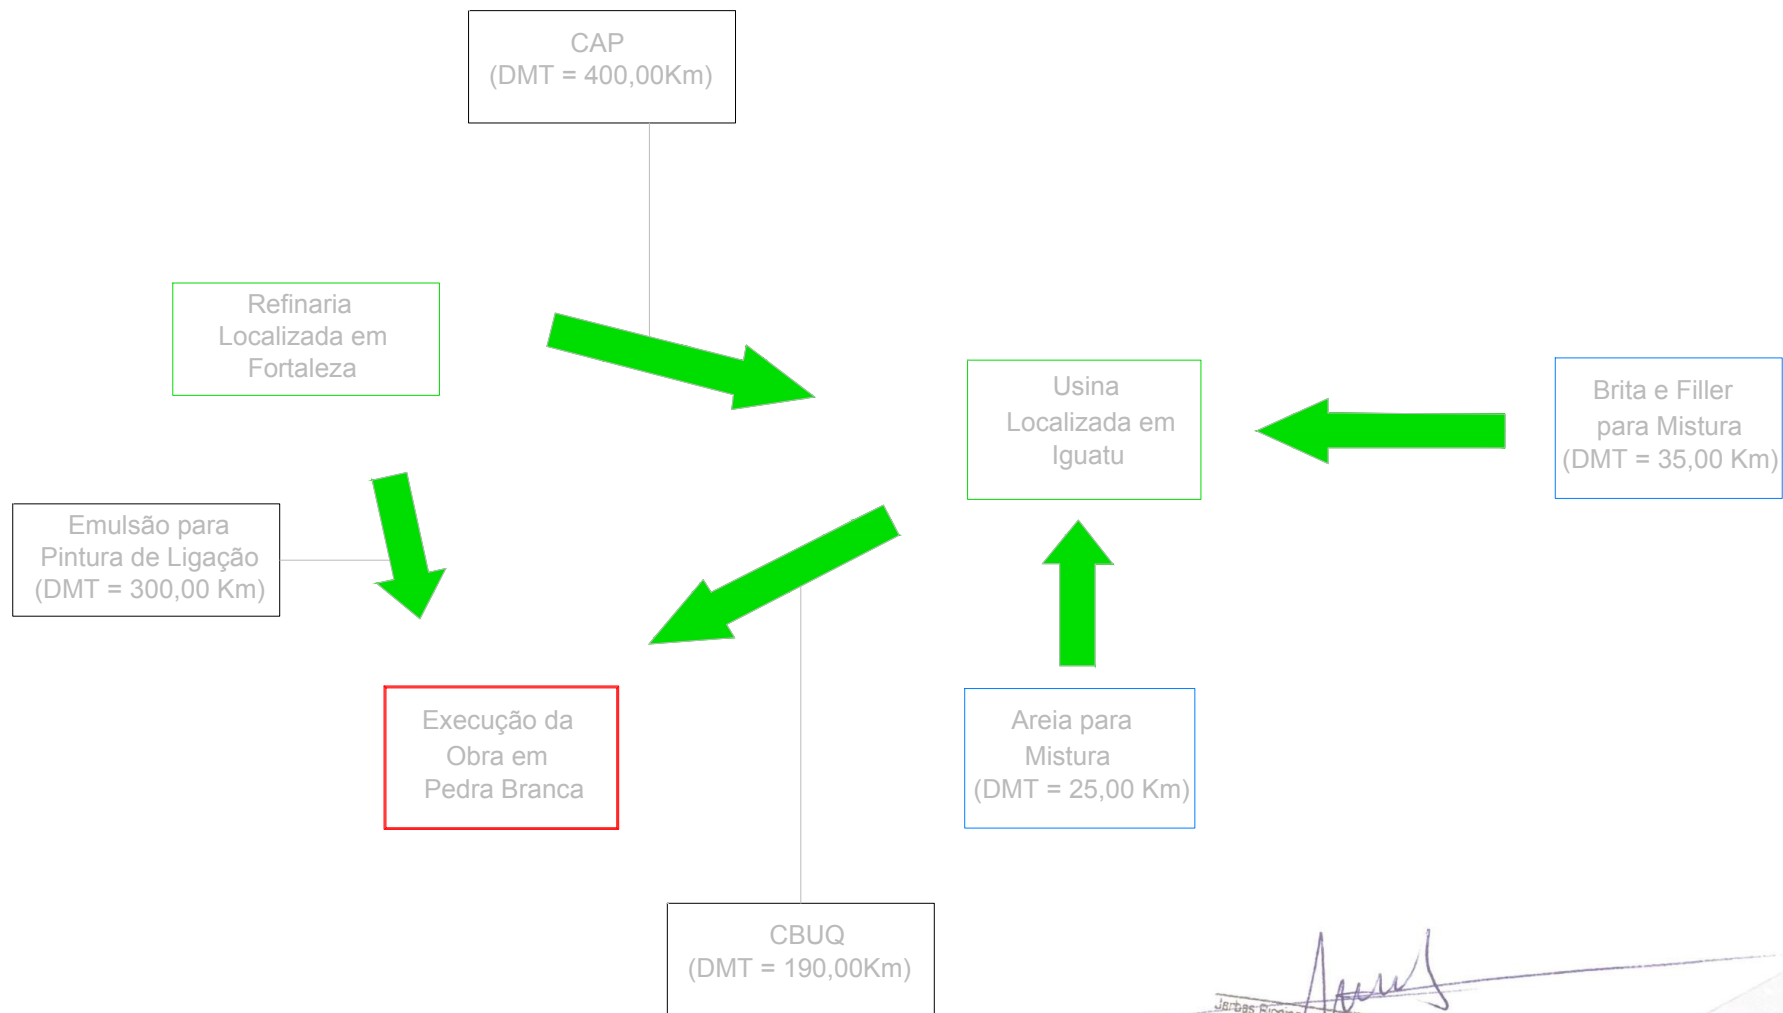 CAP
(DMT = 400,00Km)
Refinaria
Localizada em
Fortaleza
Usina
Localizada em
Iguatu
Brita e Filler
para Mistura
(DMT = 35,00 Km)
Emulsão para
Pintura de Ligação
(DMT = 300,00 Km)
Execução da
Obra em
Pedra Branca
Areia para
Mistura
(DMT = 25,00 Km)
CBUQ
(DMT = 190,00Km)